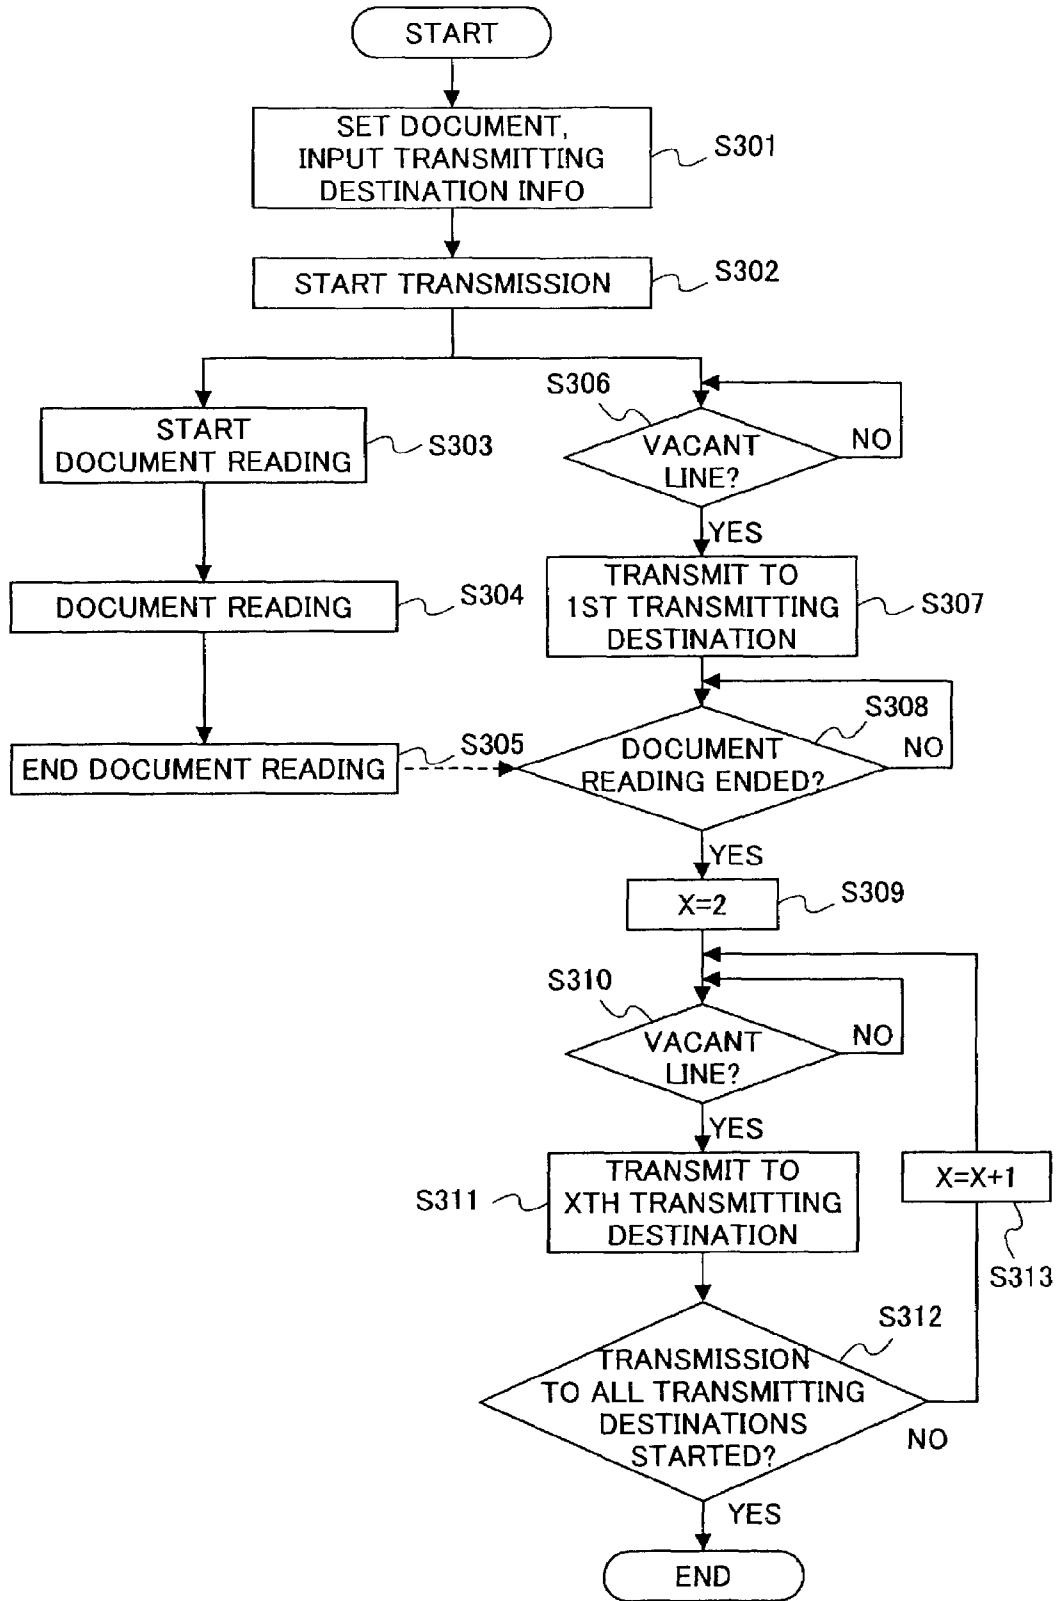 START
SET DOCUMENT,
INPUT TRANSMITTING
DESTINATION INFO
S301
START TRANSMISSION
S302
START
DOCUMENT READING
S303
DOCUMENT READING
S304
END DOCUMENT READING
S305
S306
VACANT
LINE?
NO
YES
TRANSMIT TO
1ST TRANSMITTING
DESTINATION
S307
S308
DOCUMENT
READING ENDED?
NO
YES
X=2
S309
S310
VACANT
LINE?
NO
YES
S311
TRANSMIT TO
XTH TRANSMITTING
DESTINATION
X=X+1
S313
S312
TRANSMISSION
TO ALL TRANSMITTING
DESTINATIONS
STARTED?
NO
YES
END